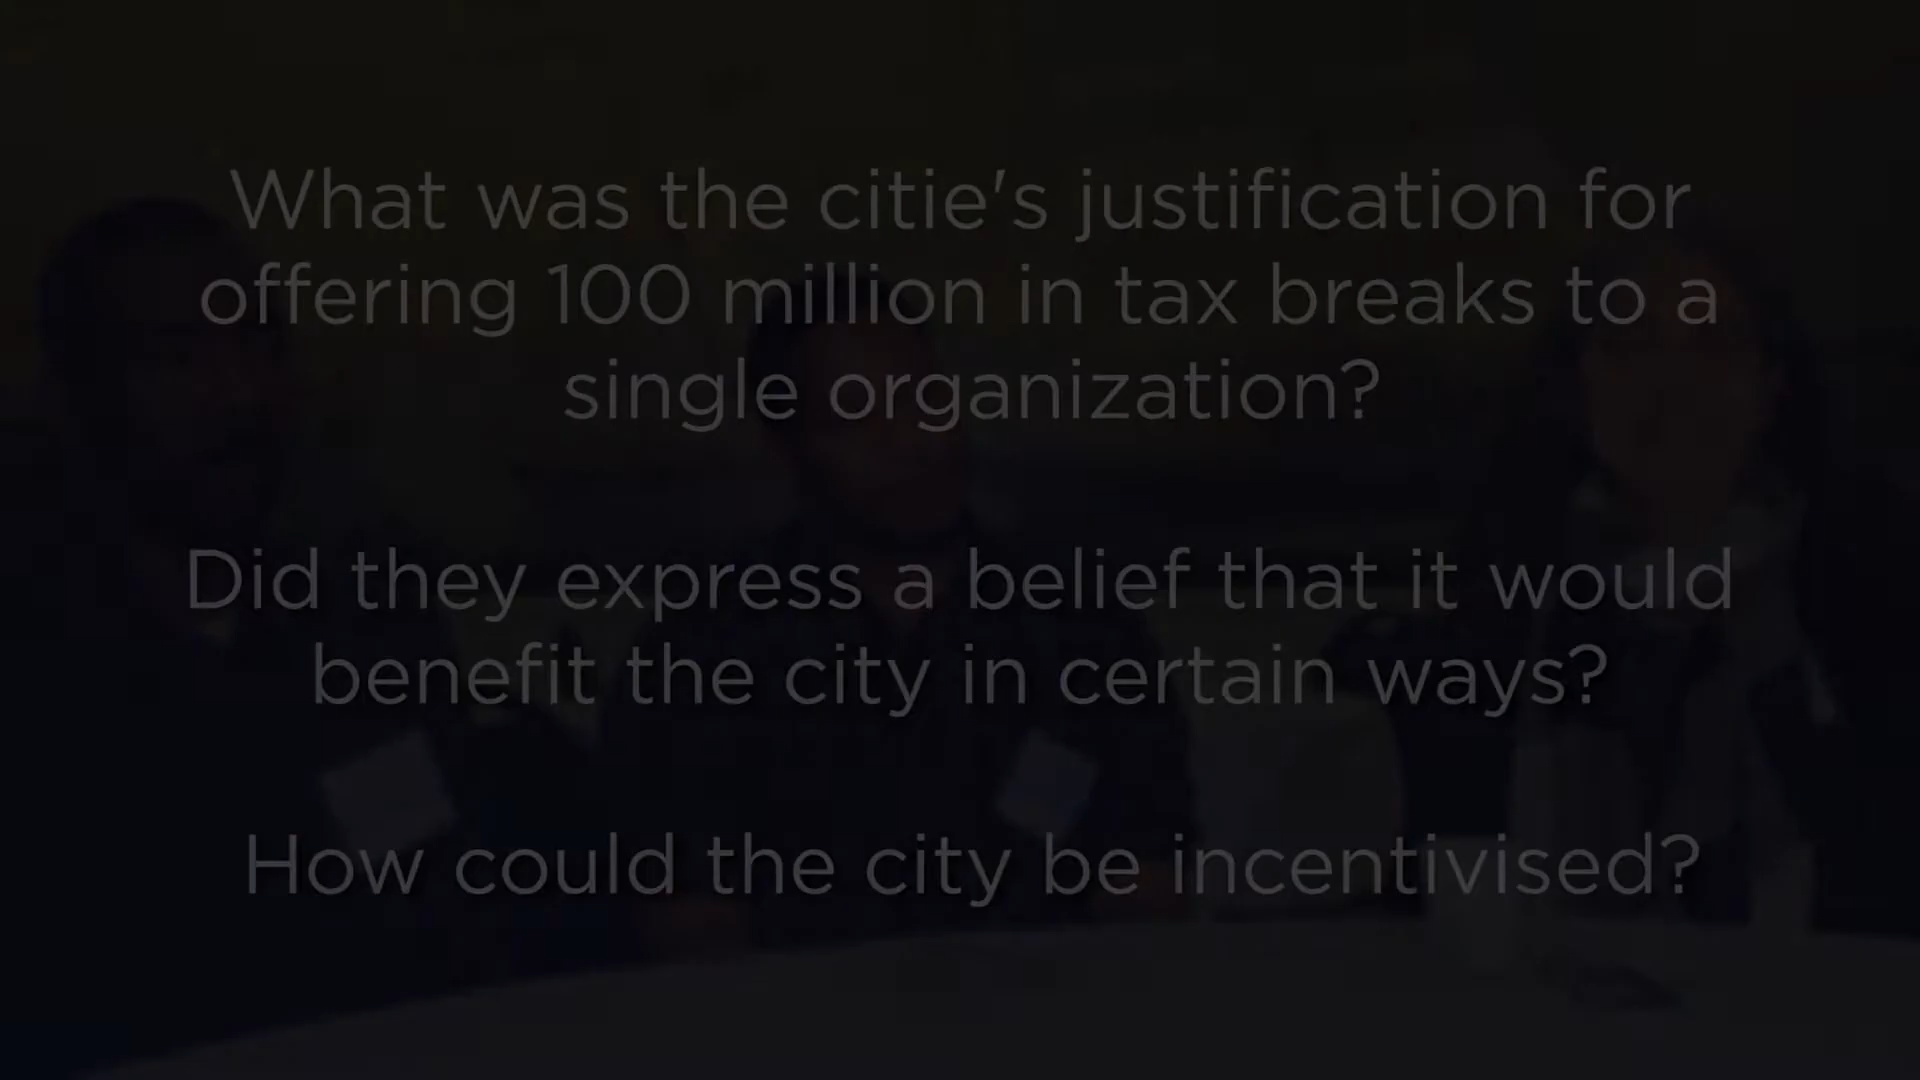 What was the citie's justification for
offering 100 million in tax breaks to a
single organization?
Did they express a belief that it would
benefit the city in certain ways?
How could the city be incentivised?